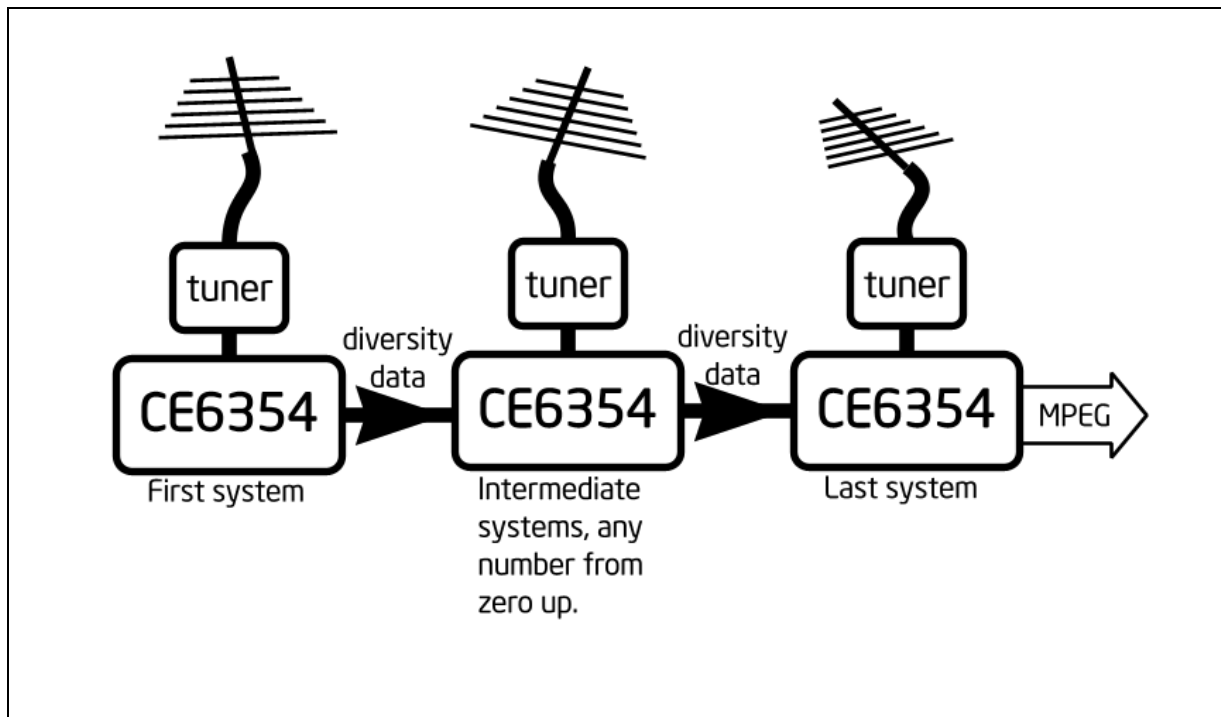 tuner
tuner
tuner
diversity
data
diversity
data
CE6354
CE6354
CE6354
MPEG
First system
Intermediate
systems, any
number from
zero up.
Last system